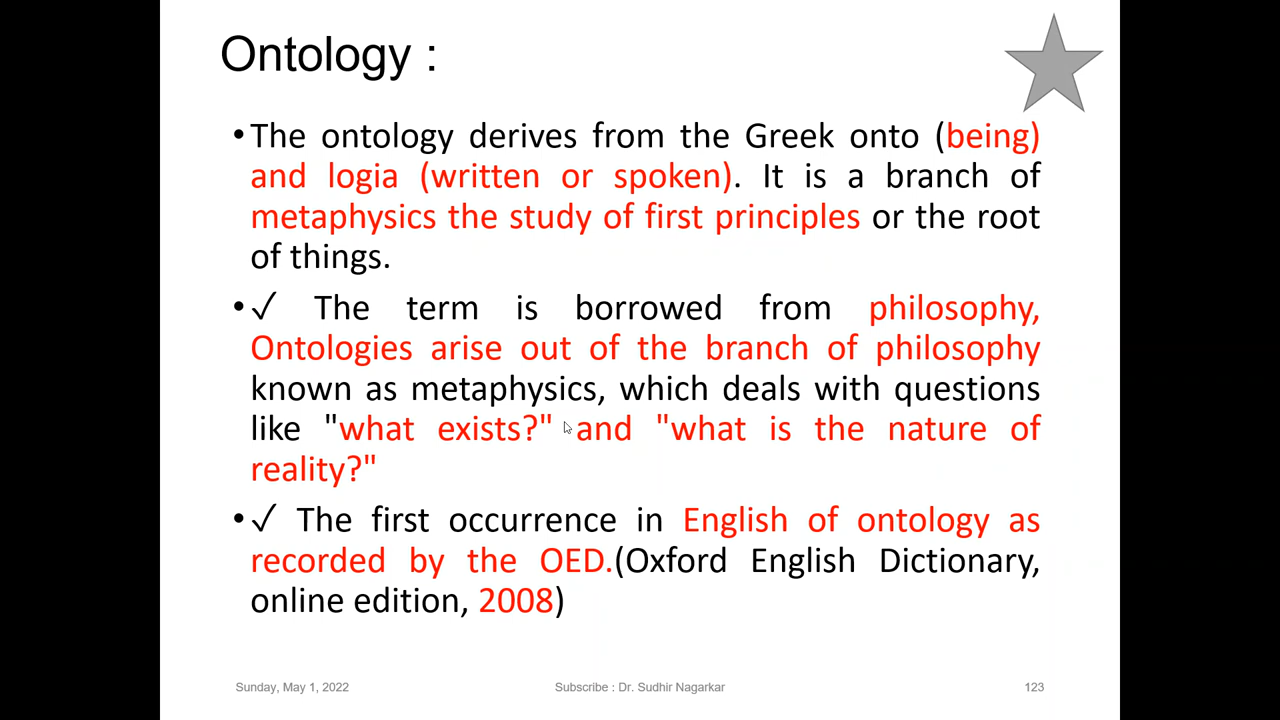 Ontology :
•The ontology derives from the Greek onto (being)
and logia (written or spoken). It is a branch of
metaphysics the study of first principles or the root
of things.
•✓ The term is borrowed from philosophy,
Ontologies arise out of the branch of philosophy
known as metaphysics, which deals with questions
like "what exists?" and "what is the nature of
reality?"
•✓ The first occurrence in English of ontology as
recorded by the OED.(Oxford English Dictionary,
online edition, 2008)
Sunday, May 1, 2022 Subscribe : Dr. Sudhir Nagarkar 123